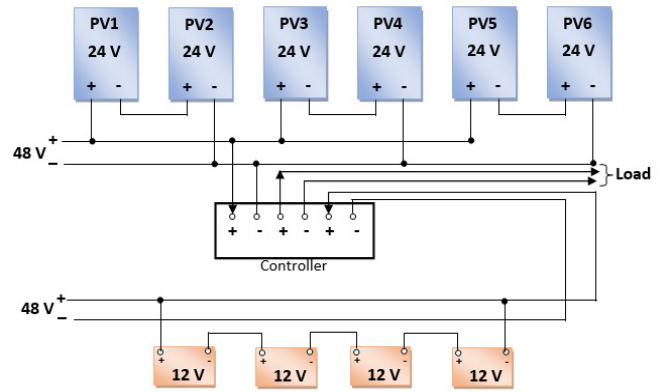 PV1 PV2 PV3 PV4 PV5 PV6
24 V 24 V 24 V 24 V 24 V 24 V
+ - + - + - + - + - + -
+
48 V
−
Load
+ - + - + -
Controller
+
48 V
−
+ - + - + - + -
12 V 12 V 12 V 12 V